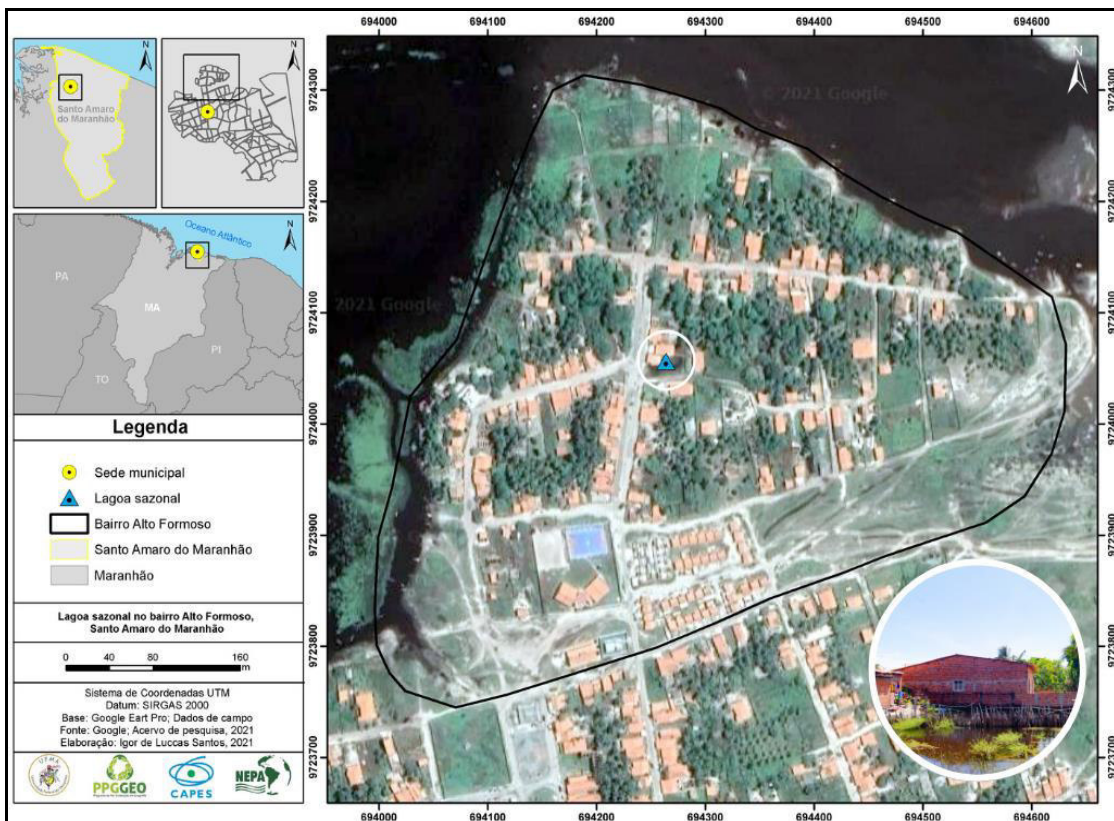 694000 694100 694200 694300 694400 694500 694600
N
Santo Amaro
do Maranhão
N
N
Oceano Atlântico
PA
MA
PI
TO
Legenda
Sede municipal
Lagoa sazonal
Bairro Alto Formoso
Santo Amaro do Maranhão
Maranhão
Lagoa sazonal no bairro Alto Formoso,
Santo Amaro do Maranhão
0 40 80 160
m
Sistema de Coordenadas UTM
Datum: SIRGAS 2000
Base: Google Eart Pro; Dados de campo
Fonte: Google; Acervo de pesquisa, 2021
Elaboração: Igor de Luccas Santos, 2021
PPGGEO
CAPES
NEPA
N
© 2021 Google
2021 Google
9724300
9724200
9724100
9724000
9723900
9723800
9723700
9724300
9724200
9724100
9724000
9723900
9723800
9723700
694000 694100 694200 694300 694400 694500 694600